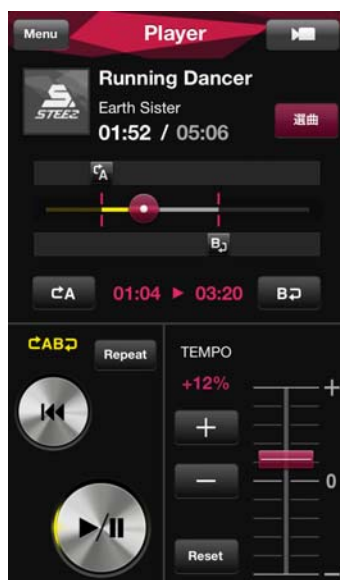 Menu
Player
STEEZ
Running Dancer
Earth Sister
01:52 / 05:06
選曲
A
B
A
01:04 ▶ 03:20
B
AB
Repeat
TEMPO
+12%
+
+
−
0
Reset
−